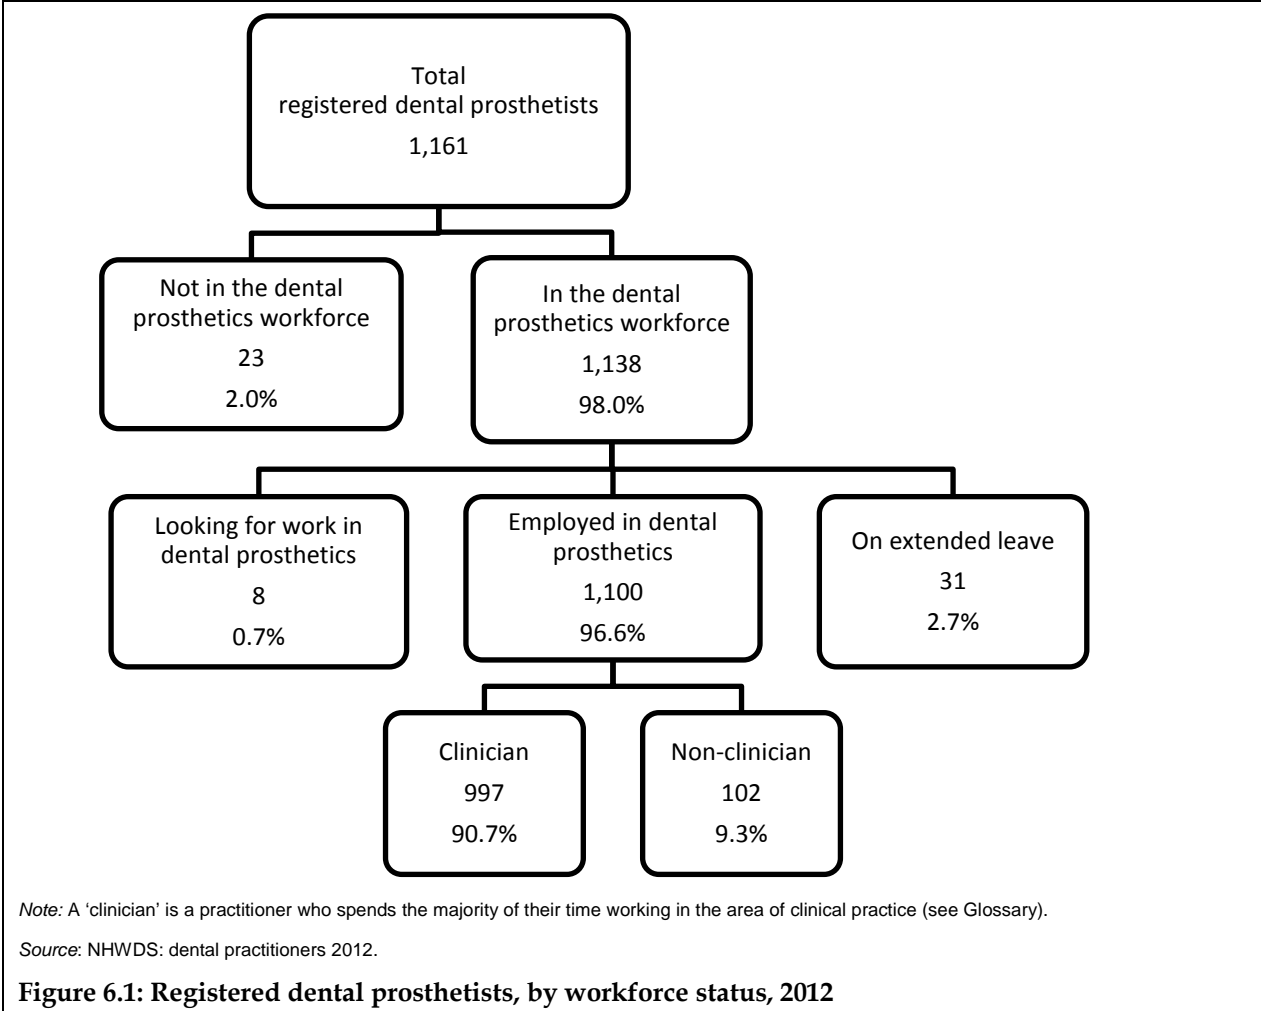 Total
registered dental prosthetists
1,161
Not in the dental
prosthetics workforce
23
2.0%
In the dental
prosthetics workforce
1,138
98.0%
Looking for work in
dental prosthetics
8
0.7%
Employed in dental
prosthetics
1,100
96.6%
On extended leave
31
2.7%
Clinician
997
90.7%
Non-clinician
102
9.3%
Note: A ‘clinician’ is a practitioner who spends the majority of their time working in the area of clinical practice (see Glossary).
Source: NHWDS: dental practitioners 2012.
Figure 6.1: Registered dental prosthetists, by workforce status, 2012